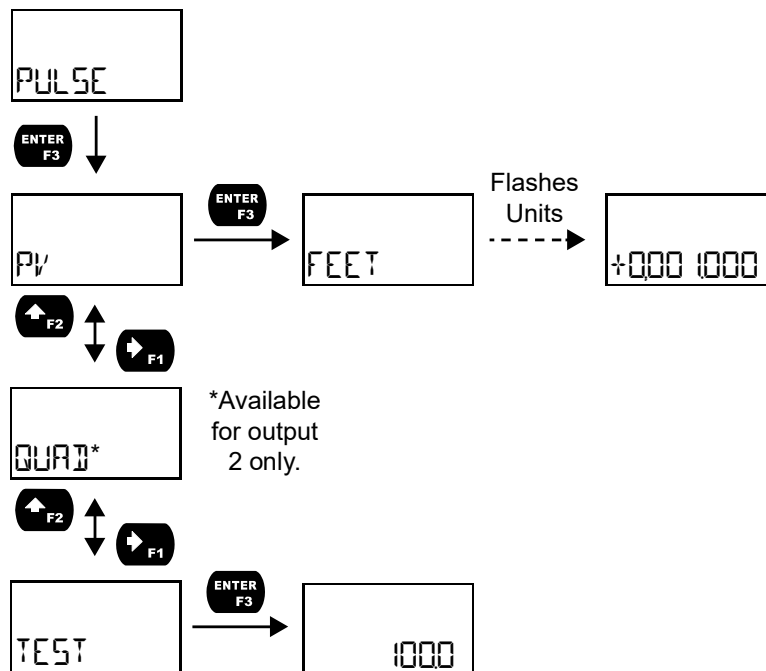 PULSE
ENTER
F3
PV
ENTER
F3
FEET
Flashes
Units
+0,001.000
F2
F1
QUAD*
*Available
for output
2 only.
F2
F1
TEST
ENTER
F3
100.0